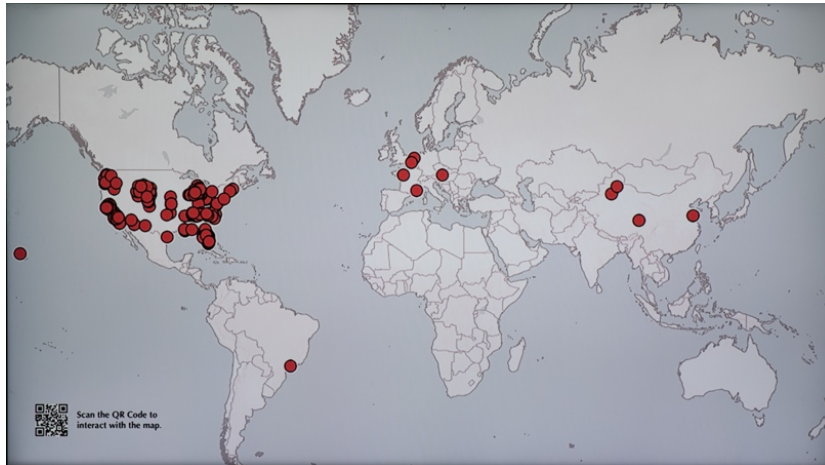 Scan the QR Code to
interact with the map.